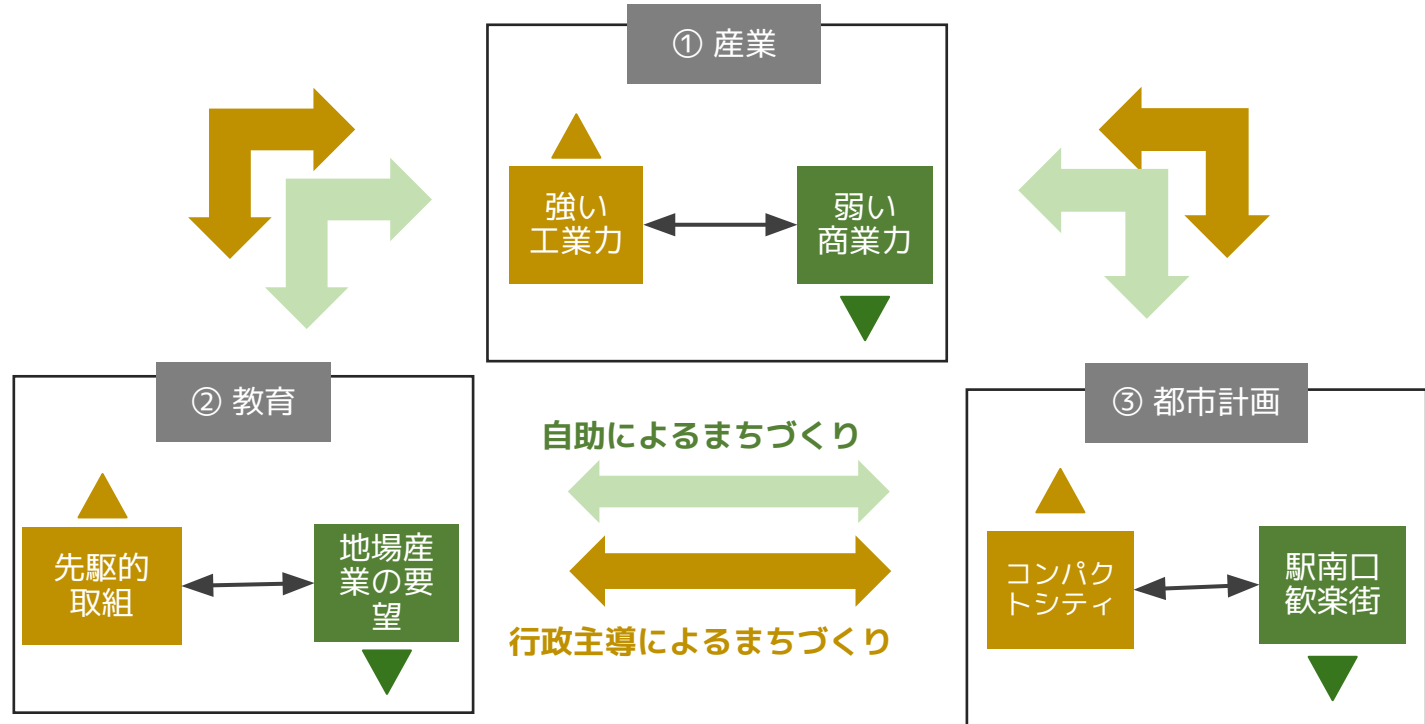 ① 産業
強い
工業力
弱い
商業力
② 教育
先駆的
取組
地場産
業の要
望
自助によるまちづくり
行政主導によるまちづくり
③ 都市計画
コンパク
トシティ
駅南口
歓楽街